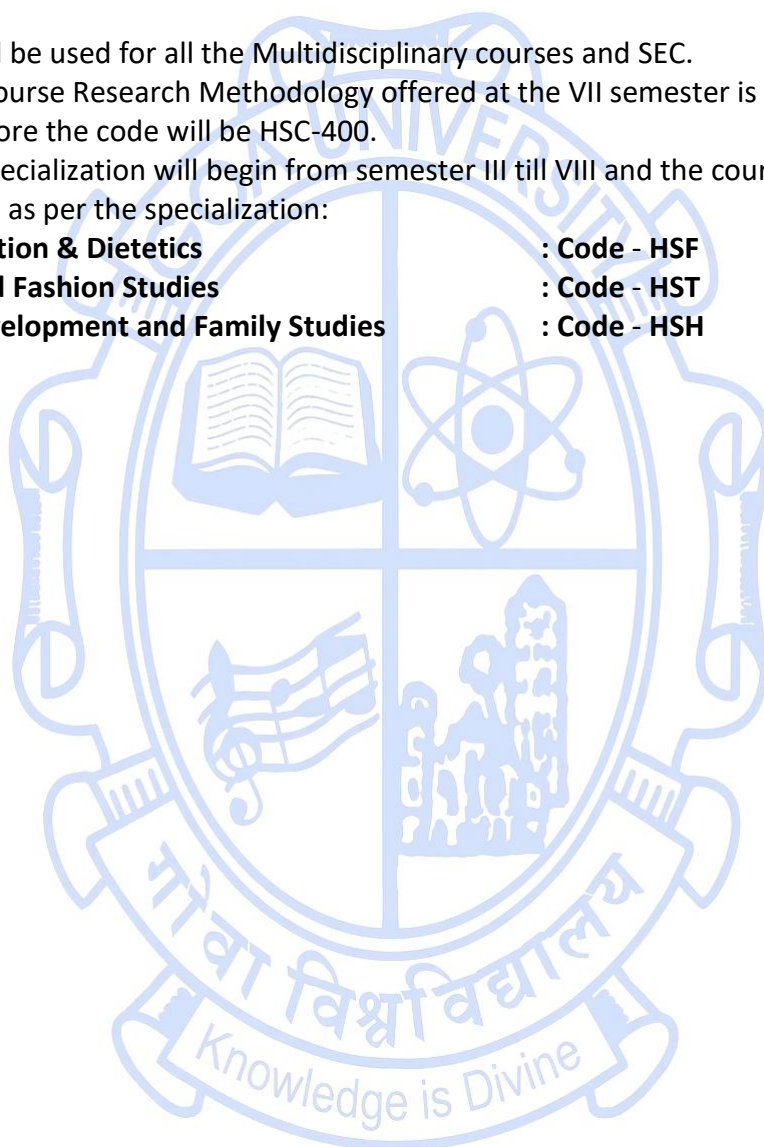 be used for all the Multidisciplinary courses and SEC.
ourse Research Methodology offered at the VII semester is
ore the code will be HSC-400.
ecialization will begin from semester III till VIII and the cour
as per the specialization:
tion & Dietetics : Code - HSF
Fashion Studies : Code - HST
elopment and Family Studies : Code - HSH
GOA UNIVERSITY
गोंवा विश्वविद्यालय
Knowledge is Divine